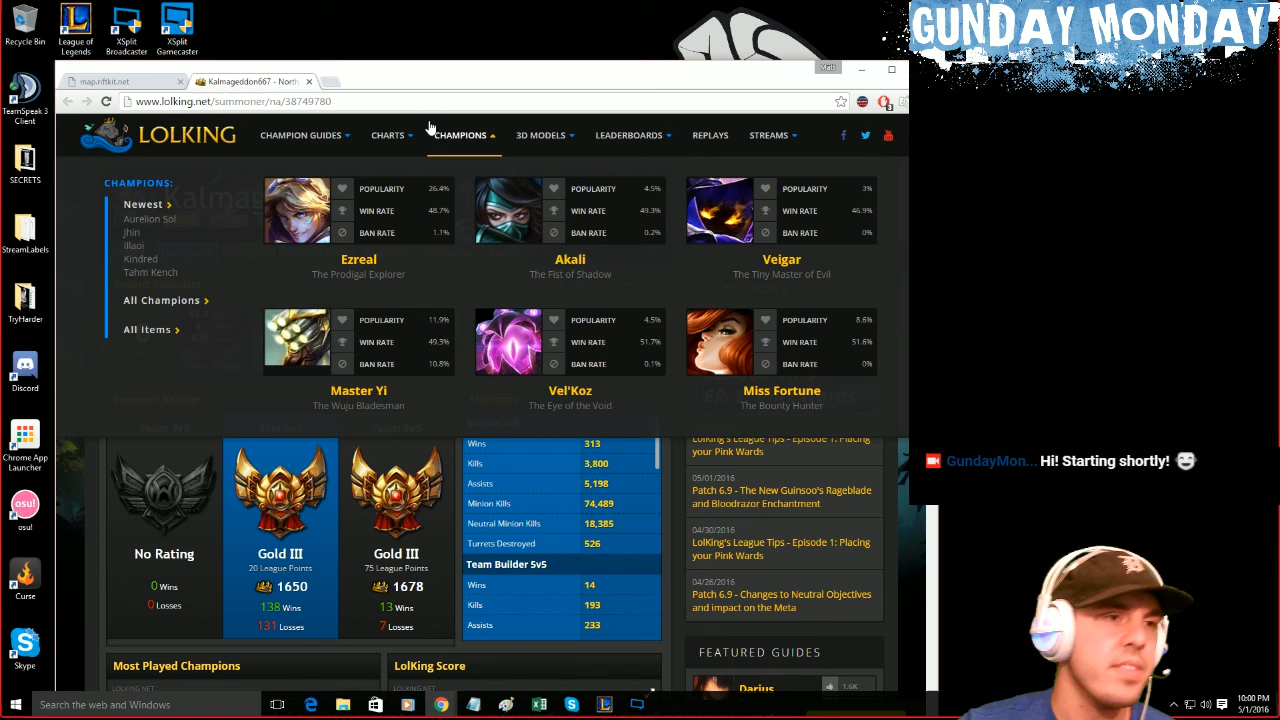 GUNDAY MONDAY
Recycle Bin
League of Legends
XSplit Broadcaster
XSplit Gamecaster
TeamSpeak 3 Client
SECRETS
StreamLabels
TryHarder
Discord
Chrome App Launcher
osu!
osu!
Curse
Skype
Mats
map.riftkit.net
Kalmageddon667 - North
www.lolking.net/summoner/na/38749780
LOLKING
CHAMPION GUIDES
CHARTS
CHAMPIONS
3D MODELS
LEADERBOARDS
REPLAYS
STREAMS
CHAMPIONS:
Newest
Aurelion Sol
Jhin
Illaoi
Kindred
Tahm Kench
All Champions
All Items
POPULARITY 26.4%
WIN RATE 48.7%
BAN RATE 1.1%
Ezreal
The Prodigal Explorer
POPULARITY 4.5%
WIN RATE 49.3%
BAN RATE 0.2%
Akali
The Fist of Shadow
POPULARITY 3%
WIN RATE 46.9%
BAN RATE 0%
Veigar
The Tiny Master of Evil
POPULARITY 11.9%
WIN RATE 49.3%
BAN RATE 10.8%
Master Yi
The Wuju Bladesman
POPULARITY 4.5%
WIN RATE 51.7%
BAN RATE 0.1%
Vel'Koz
The Eye of the Void
POPULARITY 8.6%
WIN RATE 51.6%
BAN RATE 0%
Miss Fortune
The Bounty Hunter
No Rating
0 Wins
0 Losses
Gold III
20 League Points
1650
138 Wins
131 Losses
Gold III
75 League Points
1678
13 Wins
7 Losses
Wins 313
Kills 3,800
Assists 5,198
Minion Kills 74,489
Neutral Minion Kills 18,385
Turrets Destroyed 526
Team Builder 5v5
Wins 14
Kills 193
Assists 233
LolKing's League Tips - Episode 1: Placing
your Pink Wards
05/01/2016
Patch 6.9 - The New Guinsoo's Rageblade
and Bloodrazor Enchantment
04/30/2016
LolKing's League Tips - Episode 1: Placing
your Pink Wards
04/26/2016
Patch 6.9 - Changes to Neutral Objectives
and impact on the Meta
FEATURED GUIDES
Darius
1.6K
Most Played Champions
LOLKING.NET
LolKing Score
LOLKING.NET
GundayMon... Hi! Starting shortly!
Search the web and Windows
10:00 PM
5/1/2016